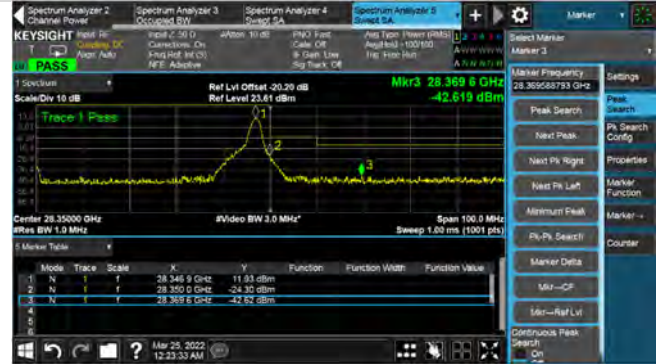 Spectrum Analyzer 2
Channel Power
Spectrum Analyzer 3
Occupied BW
Spectrum Analyzer 4
Swept SA
Spectrum Analyzer 5
Swept SA
Marker
KEYSIGHT
Input: RF
Coupling: DC
Align: Auto
Input Z: 50 Ω
Corrections: On
Freq Ref: Int (S)
NFE: Adaptive
#Atten: 10 dB
PNO: Fast
Gate: Off
IF Gain: Low
Sig Track: Off
Avg Type: Power (RMS)
Avg|Hold: >100/100
Trig: Free Run
PASS
Select Marker
Marker 3
1 Spectrum
Scale/Div 10 dB
Ref Lvl Offset -20.20 dB
Ref Level 23.61 dBm
Mkr3 28.369 6 GHz
-42.619 dBm
Trace 1 Pass
1
2
3
Center 28.35000 GHz
#Res BW 1.0 MHz
#Video BW 3.0 MHz*
Span 100.0 MHz
Sweep 1.00 ms (1001 pts)
5 Marker Table
Mode Trace Scale X Y Function Function Width Function Value
1 N 1 f 28.346 9 GHz 11.93 dBm
2 N 1 f 28.350 0 GHz -24.30 dBm
3 N 1 f 28.369 6 GHz -42.62 dBm
4
5
6
Marker Frequency
28.369588793 GHz
Peak Search
Next Peak
Next Pk Right
Next Pk Left
Minimum Peak
Pk-Pk Search
Marker Delta
Mkr→CF
Mkr→Ref Lvl
Continuous Peak
Search
On
Settings
Peak
Search
Pk Search
Config
Properties
Marker
Function
Marker→
Counter
?
Mar 25, 2022
12:23:33 AM